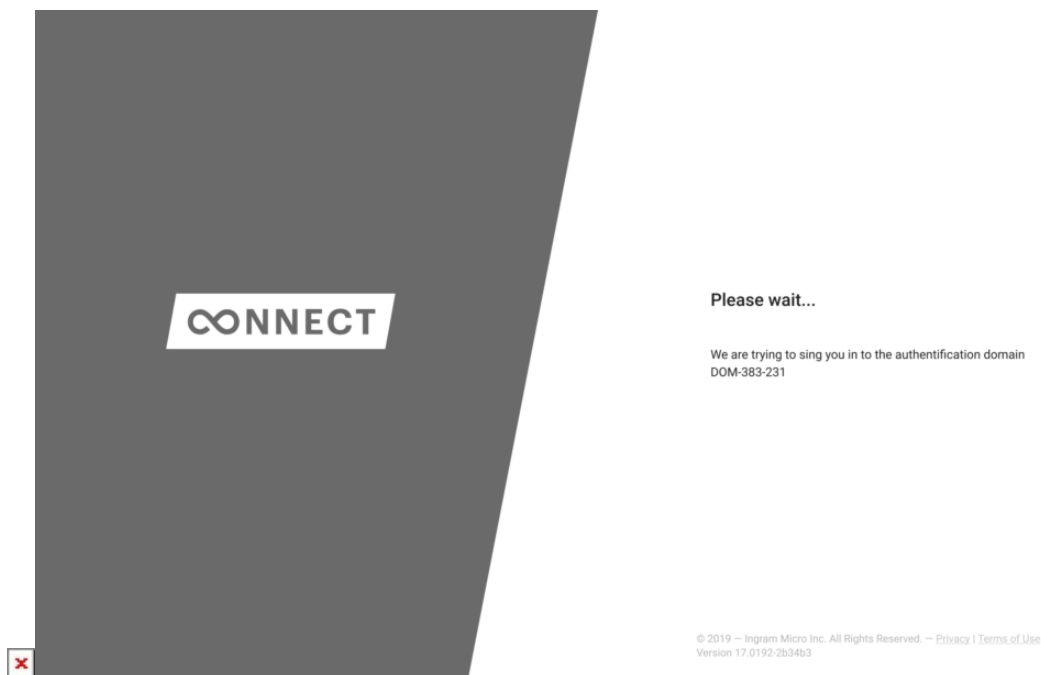 CONNECT
Please wait...
We are trying to sing you in to the authentification domain
DOM-383-231
© 2019 — Ingram Micro Inc. All Rights Reserved. — Privacy | Terms of Use
Version 17.0192-2b34b3